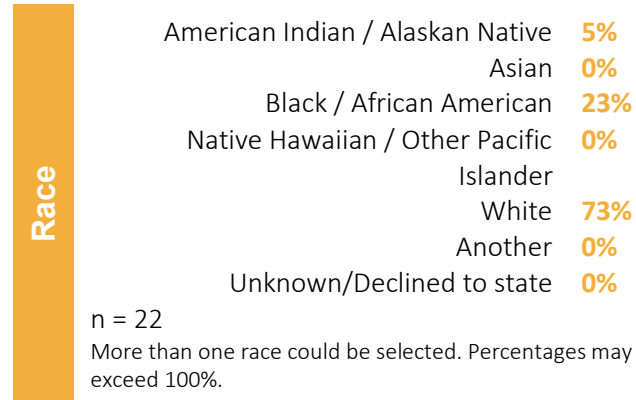 Race
American Indian / Alaskan Native 5%
Asian 0%
Black / African American 23%
Native Hawaiian / Other Pacific 0%
Islander
White 73%
Another 0%
Unknown/Declined to state 0%
n = 22
More than one race could be selected. Percentages may
exceed 100%.